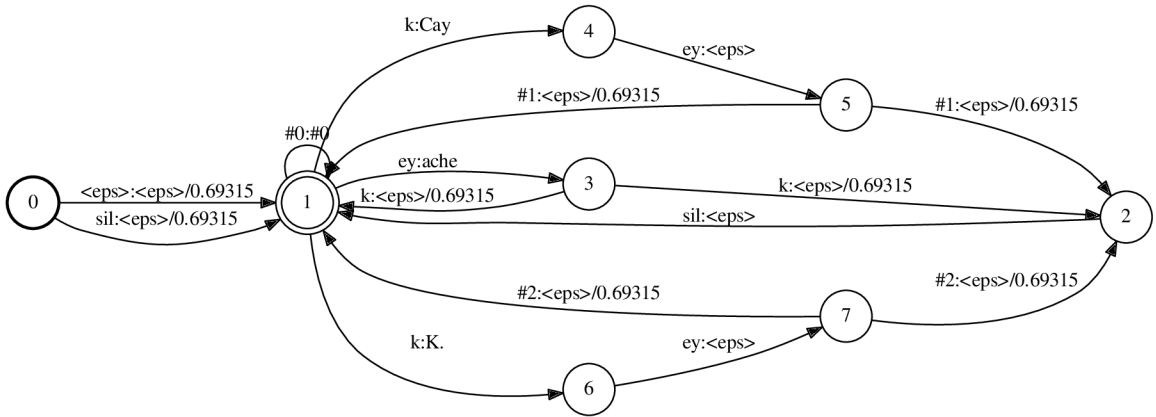 k:Cay
4
ey:<eps>
#1:<eps>/0.69315
5
#1:<eps>/0.69315
#0:#0
ey:ache
3
<eps>:<eps>/0.69315
k:<eps>/0.69315
k:<eps>/0.69315
0
1
sil:<eps>/0.69315
sil:<eps>
2
#2:<eps>/0.69315
7
#2:<eps>/0.69315
k:K.
ey:<eps>
6